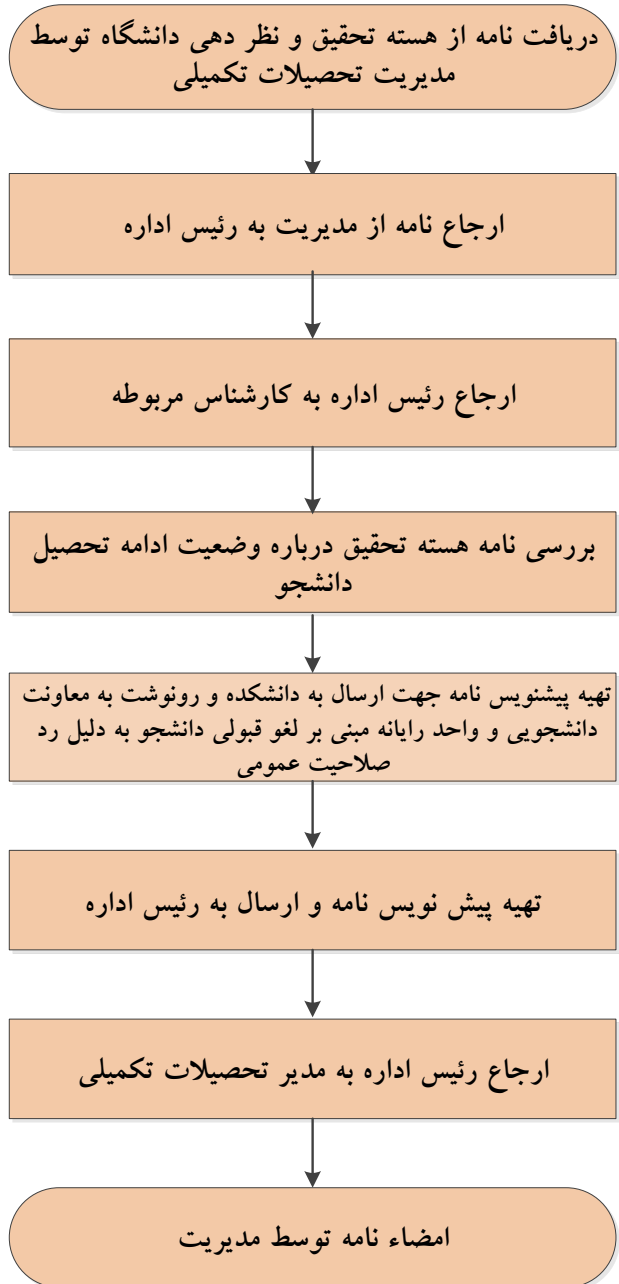 دریافت نامه از هسته تحقیق و نظر دهی دانشگاه توسط
مدیریت تحصیلات تکمیلی
ارجاع نامه از مدیریت به رئیس اداره
ارجاع رئیس اداره به کارشناس مربوطه
بررسی نامه هسته تحقیق درباره وضعیت ادامه تحصیل
دانشجو
تهیه پیشنویس نامه جهت ارسال به دانشکده و رونوشت به معاونت
دانشجویی و واحد رایانه مبنی بر لغو قبولی دانشجو به دلیل رد
صلاحیت عمومی
تهیه پیش نویس نامه و ارسال به رئیس اداره
ارجاع رئیس اداره به مدیر تحصیلات تکمیلی
امضاء نامه توسط مدیریت